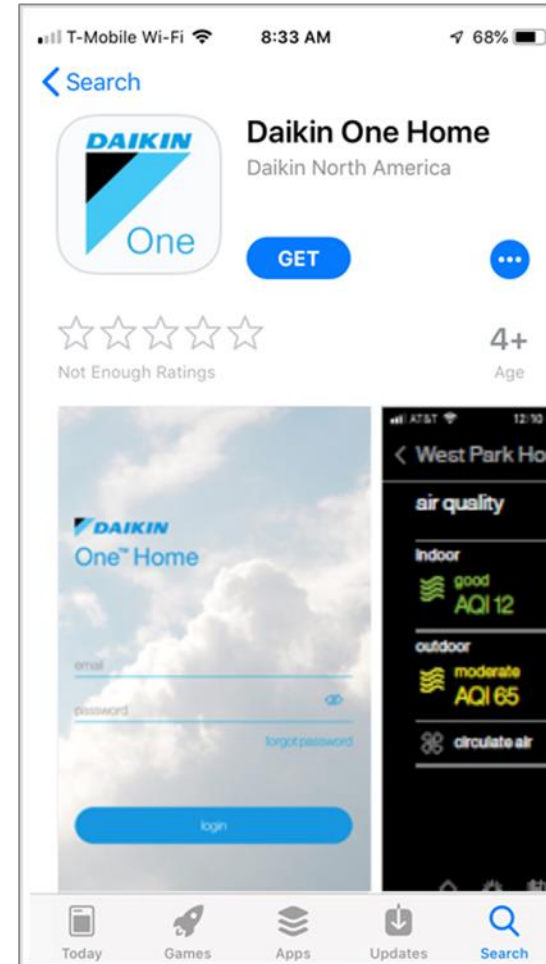 T-Mobile Wi-Fi 8:33 AM 68%
Search
DAIKIN
One
Daikin One Home
Daikin North America
GET
4+
Not Enough Ratings
Age
DAIKIN
One™ Home
email
password
forgot password
login
AT&T 12:10
West Park Ho
air quality
Indoor
good
AQI 12
outdoor
moderate
AQI 65
circulate air
Today Games Apps Updates Search